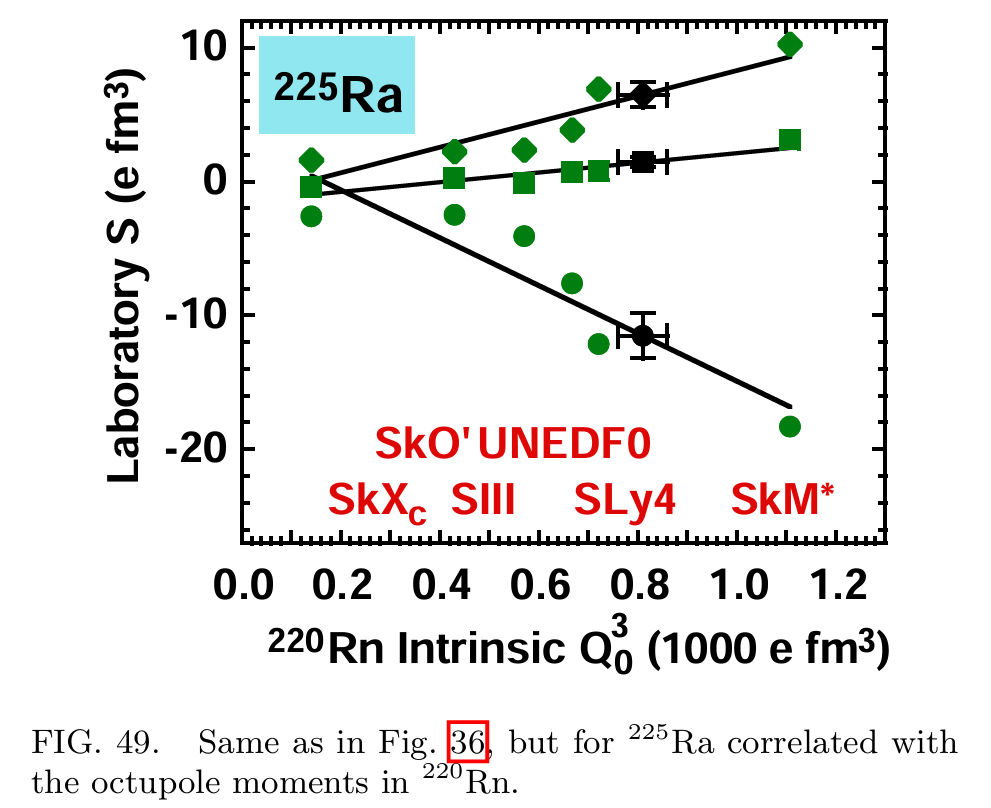 10
²²⁵Ra
0
-10
-20
Laboratory S (e fm³)
SkO' UNEDF0
SkXc SIII SLy4 SkM*
0.0 0.2 0.4 0.6 0.8 1.0 1.2
²²⁰Rn Intrinsic Q₀³ (1000 e fm³)
FIG. 49. Same as in Fig. 36, but for ²²⁵Ra correlated with
the octupole moments in ²²⁰Rn.